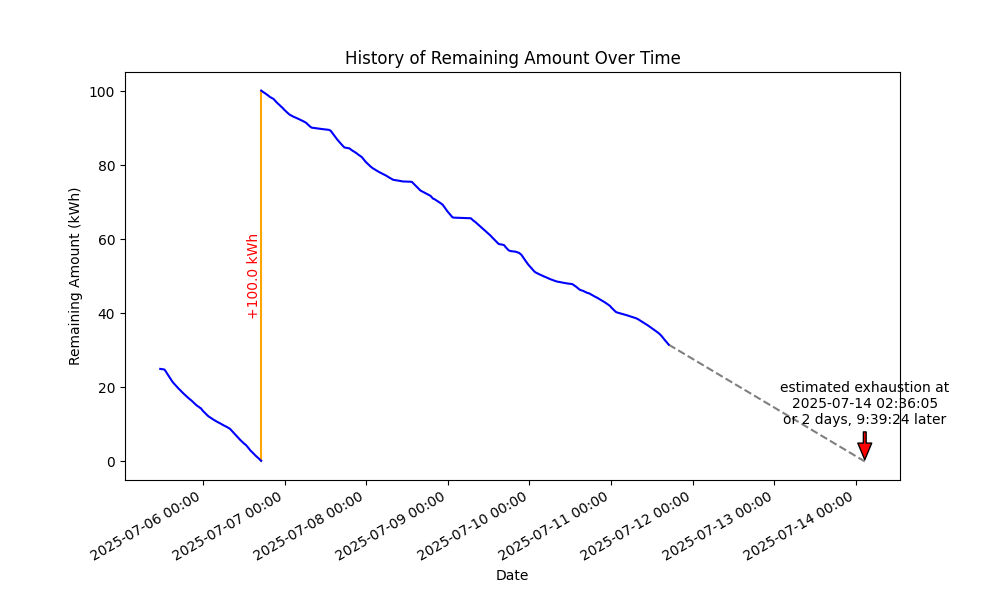 History of Remaining Amount Over Time
Remaining Amount (kWh)
100
80
60
40
20
0
+100.0 kWh
estimated exhaustion at
2025-07-14 02:36:05
or 2 days, 9:39:24 later
2025-07-06 00:00
2025-07-07 00:00
2025-07-08 00:00
2025-07-09 00:00
2025-07-10 00:00
2025-07-11 00:00
2025-07-12 00:00
2025-07-13 00:00
2025-07-14 00:00
Date